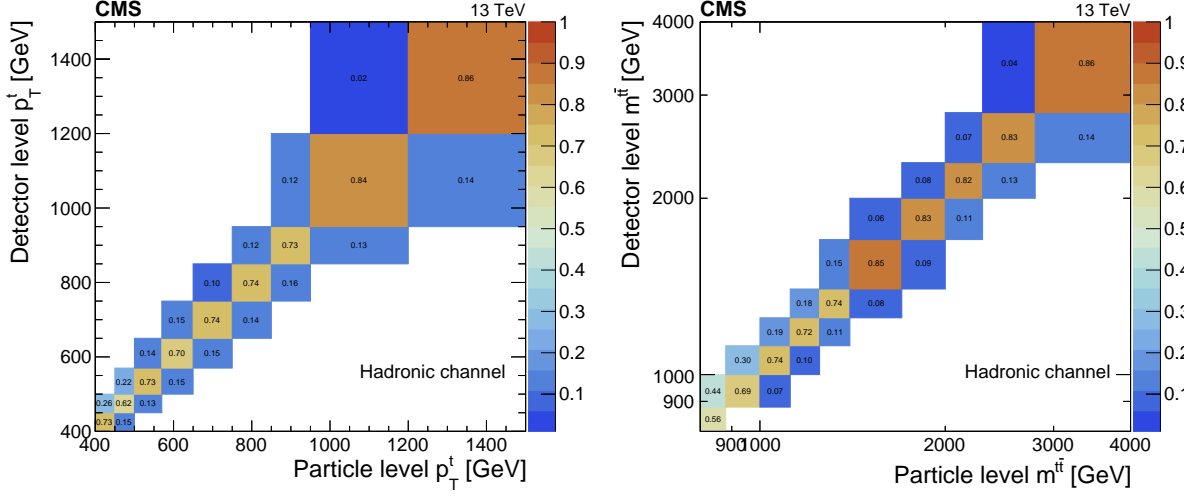 CMS 13 TeV
Detector level p_T^t [GeV]
1400
1200
1000
800
600
400
0.02 0.86
0.12 0.84 0.14
0.12 0.73 0.13
0.10 0.74 0.16
0.15 0.74 0.14
0.14 0.70 0.15
0.22 0.73 0.15
0.26 0.62 0.13
0.73 0.15
Hadronic channel
400 600 800 1000 1200 1400
Particle level p_T^t [GeV]
1
0.9
0.8
0.7
0.6
0.5
0.4
0.3
0.2
0.1
CMS 13 TeV
Detector level m^{tt̄} [GeV]
4000
3000
2000
1000
900
0.04 0.86
0.07 0.83 0.14
0.08 0.82 0.13
0.06 0.83 0.11
0.15 0.85 0.09
0.18 0.74 0.08
0.19 0.72 0.11
0.30 0.74 0.10
0.44 0.69 0.07
0.56
Hadronic channel
900 1000 2000 3000 4000
Particle level m^{tt̄} [GeV]
1
0.9
0.8
0.7
0.6
0.5
0.4
0.3
0.2
0.1